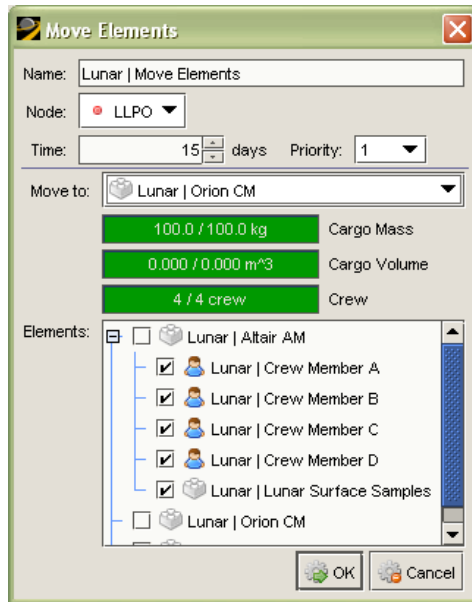 Move Elements
Name: Lunar | Move Elements
Node: LLPO
Time: 15 days Priority: 1
Move to: Lunar | Orion CM
100.0 / 100.0 kg Cargo Mass
0.000 / 0.000 m^3 Cargo Volume
4 / 4 crew Crew
Elements: Lunar | Altair AM
Lunar | Crew Member A
Lunar | Crew Member B
Lunar | Crew Member C
Lunar | Crew Member D
Lunar | Lunar Surface Samples
Lunar | Orion CM
OK Cancel